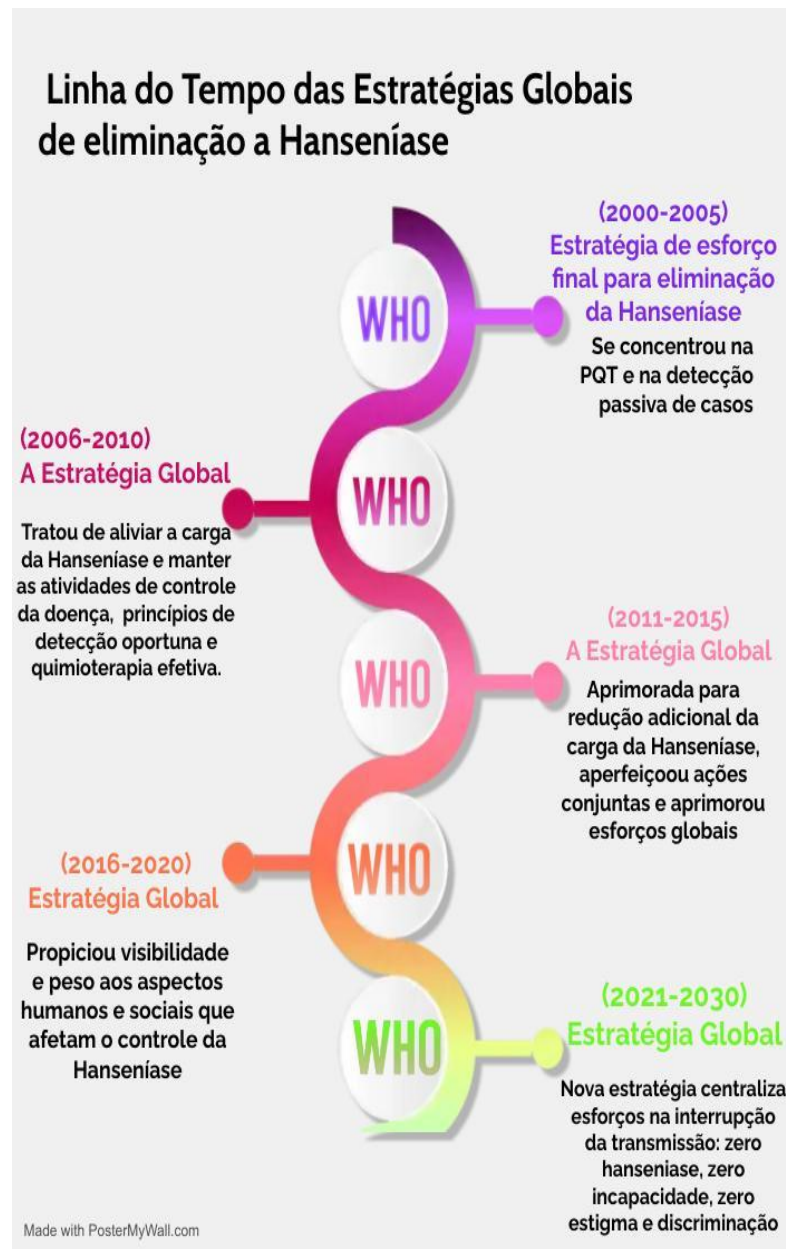 Linha do Tempo das Estratégias Globais
de eliminação a Hanseníase
(2000-2005)
Estratégia de esforço
final para eliminação
da Hanseníase
Se concentrou na
PQT e na detecção
passiva de casos
WHO
(2006-2010)
A Estratégia Global
Tratou de aliviar a carga
da Hanseníase e manter
as atividades de controle
da doença, princípios de
detecção oportuna e
quimioterapia efetiva.
WHO
(2011-2015)
A Estratégia Global
Aprimorada para
redução adicional da
carga da Hanseníase,
aperfeiçoou ações
conjuntas e aprimorou
esforços globais
WHO
(2016-2020)
Estratégia Global
Propiciou visibilidade
e peso aos aspectos
humanos e sociais que
afetam o controle da
Hanseníase
WHO
(2021-2030)
Estratégia Global
Nova estratégia centraliza
esforços na interrupção
da transmissão: zero
hanseniase, zero
incapacidade, zero
estigma e discriminação
WHO
Made with PosterMyWall.com